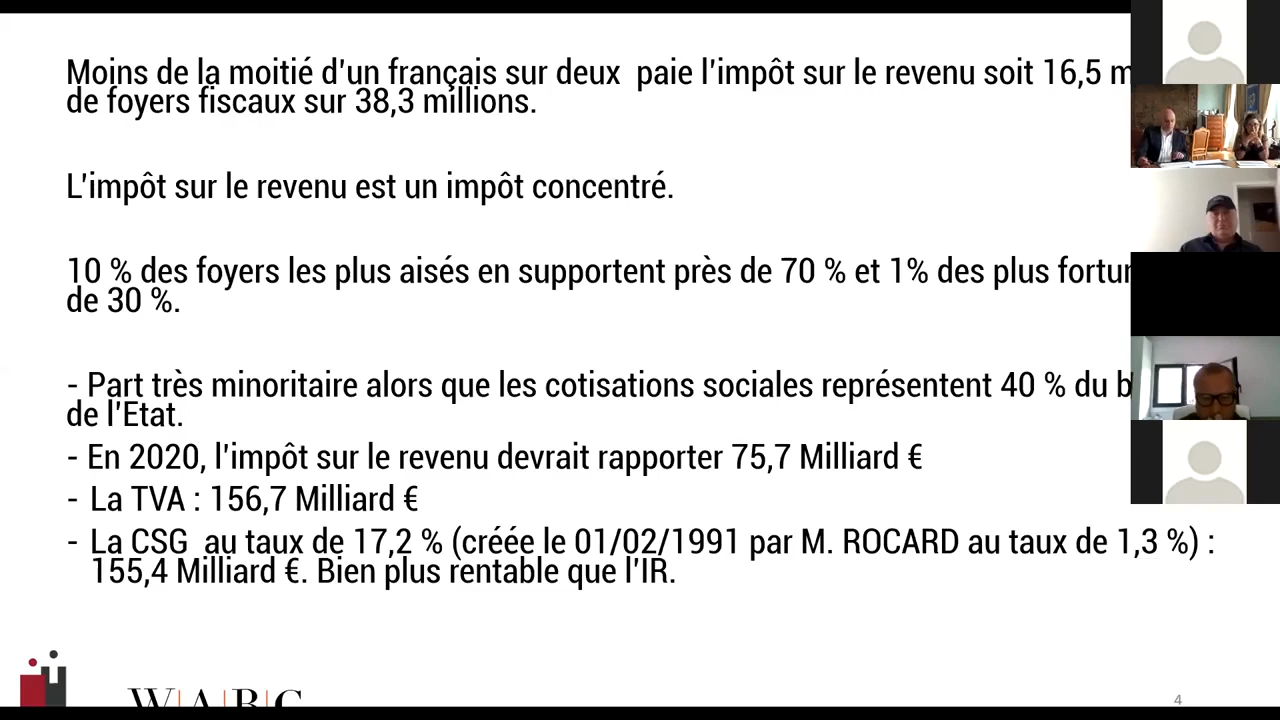 Moins de la moitié d'un français sur deux paie l'impôt sur le revenu soit 16,5
de foyers fiscaux sur 38,3 millions.
L'impôt sur le revenu est un impôt concentré.
10 % des foyers les plus aisés en supportent près de 70 % et 1% des plus
de 30 %.
- Part très minoritaire alors que les cotisations sociales représentent 40 % du
de l'Etat.
- En 2020, l'impôt sur le revenu devrait rapporter 75,7 Milliard €
- La TVA : 156,7 Milliard €
- La CSG au taux de 17,2 % (créée le 01/02/1991 par M. ROCARD au taux de 1,3 %) :
155,4 Milliard €. Bien plus rentable que l'IR.
W|A|B|C
4